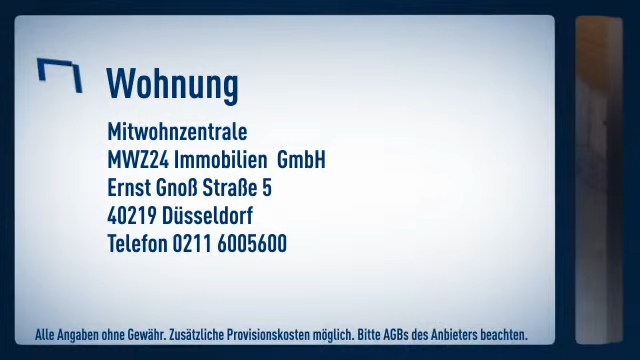 Wohnung
Mitwohnzentrale
MWZ24 Immobilien GmbH
Ernst Gnoß Straße 5
40219 Düsseldorf
Telefon 0211 6005600
Alle Angaben ohne Gewähr. Zusätzliche Provisionskosten möglich. Bitte AGBs des Anbieters beachten.